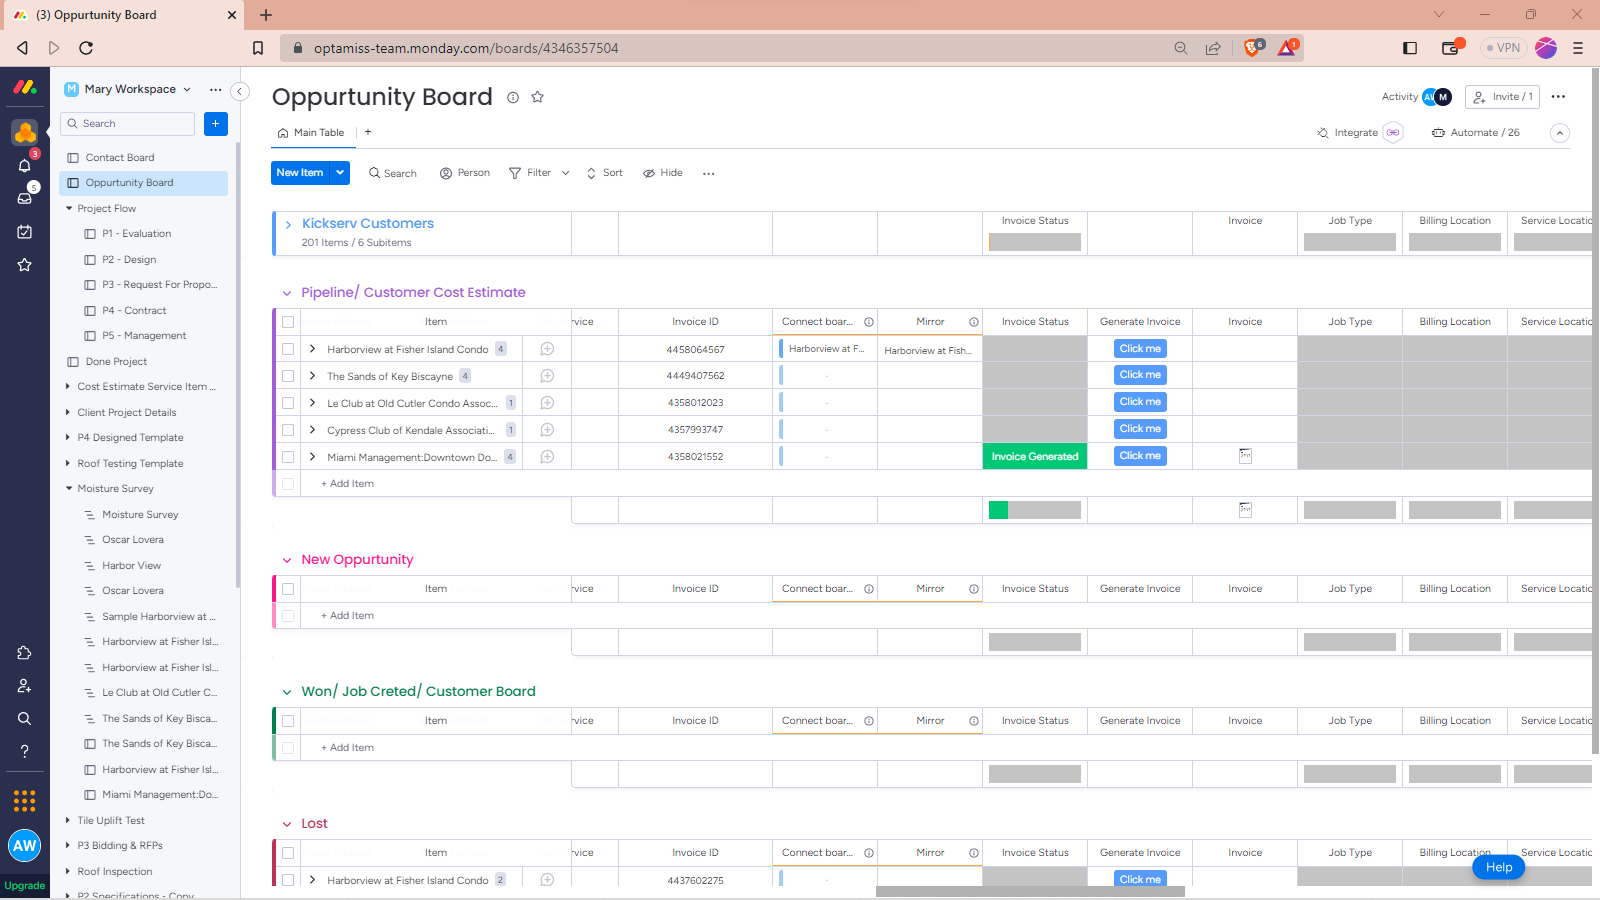 (3) Oppurtunity Board
optamiss-team.monday.com/boards/4346357504
6
1
VPN
M
Mary Workspace
Search
Contact Board
Oppurtunity Board
Project Flow
P1 - Evaluation
P2 - Design
P3 - Request For Propo...
P4 - Contract
P5 - Management
Done Project
Cost Estimate Service Item ...
Client Project Details
P4 Designed Template
Roof Testing Template
Moisture Survey
Moisture Survey
Oscar Lovera
Harbor View
Oscar Lovera
Sample Harborview at ...
Harborview at Fisher Isl...
Harborview at Fisher Isl...
Le Club at Old Cutler C...
The Sands of Key Bisca...
The Sands of Key Bisca...
Harborview at Fisher Isl...
Miami Management:Do...
Tile Uplift Test
P3 Bidding & RFPs
Roof Inspection
P2 Specifications - Copy
3
5
AW
Upgrade
Oppurtunity Board
Activity
M
Invite / 1
Main Table
+
Integrate
Automate / 26
New Item
Search
Person
Filter
Sort
Hide
Kickserv Customers
201 Items / 6 Subitems
Invoice Status
Invoice
Job Type
Billing Location
Service Locatic
Pipeline/ Customer Cost Estimate
Item rvice Invoice ID Connect boar... Mirror Invoice Status Generate Invoice Invoice Job Type Billing Location Service Locatic
Harborview at Fisher Island Condo 4 4458064567 Harborview at F... Harborview at Fish... Click me
The Sands of Key Biscayne 4 4449407562 - Click me
Le Club at Old Cutler Condo Assoc... 1 4358012023 - Click me
Cypress Club of Kendale Associati... 1 4357993747 - Click me
Miami Management:Downtown Do... 4 4358021552 - Invoice Generated Click me
+ Add Item
New Oppurtunity
Item rvice Invoice ID Connect boar... Mirror Invoice Status Generate Invoice Invoice Job Type Billing Location Service Locatic
+ Add Item
Won/ Job Creted/ Customer Board
Item rvice Invoice ID Connect boar... Mirror Invoice Status Generate Invoice Invoice Job Type Billing Location Service Locatic
+ Add Item
Lost
Item rvice Invoice ID Connect boar... Mirror Invoice Status Generate Invoice Invoice Job Type Billing Location Service Locatic
Harborview at Fisher Island Condo 2 4437602275 - Click me
Help